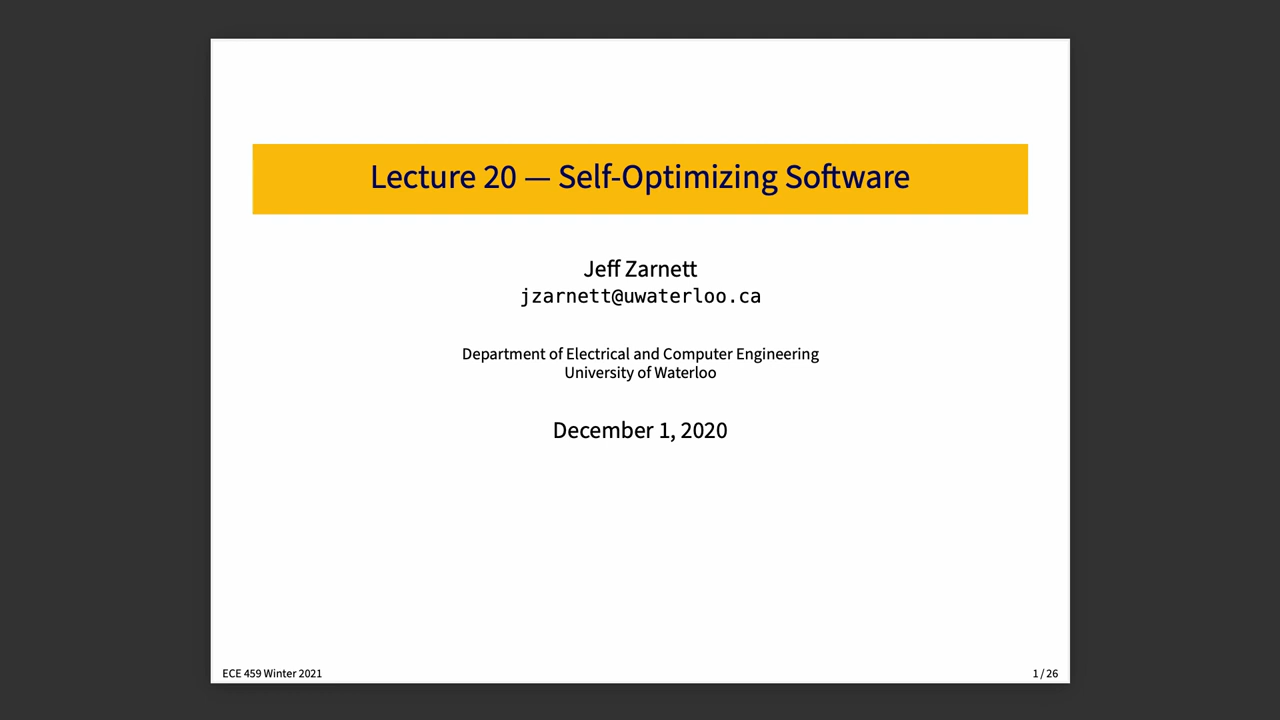 Lecture 20 — Self-Optimizing Software
Jeff Zarnett
jzarnett@uwaterloo.ca
Department of Electrical and Computer Engineering
University of Waterloo
December 1, 2020
ECE 459 Winter 2021
1 / 26